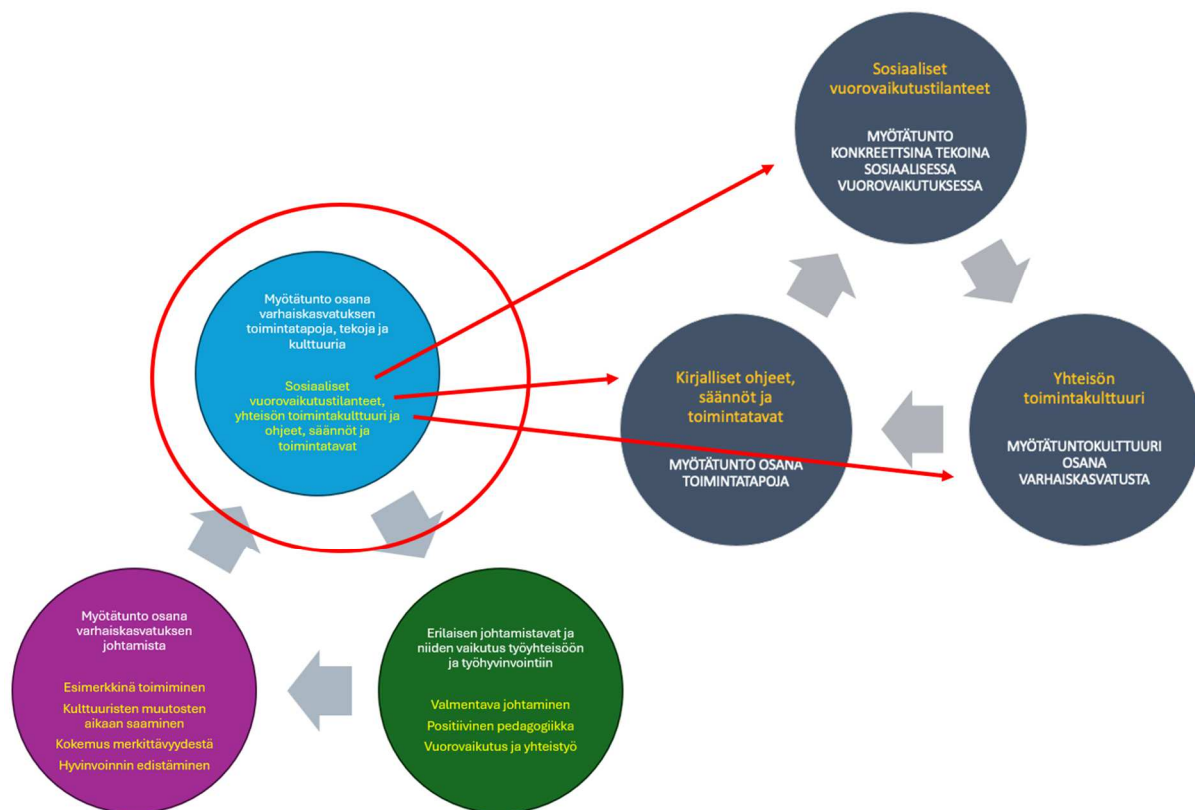 Sosiaaliset
vuorovaikutustilanteet
MYÖTÄTUNTO
KONKREETTSINA TEKOINA
SOSIAALISESSA
VUOROVAIKUTUKSESSA
Myötätunto osana
varhaiskasvatuksen
toimintatapoja, tekoja ja
kulttuuria
Sosiaaliset
vuorovaikutustilanteet,
yhteisön toimintakulttuuri ja
ohjeet, säännöt ja
toimintatavat
Kirjalliset ohjeet,
säännöt ja
toimintatavat
MYÖTÄTUNTO OSANA
TOIMINTATAPOJA
Yhteisön
toimintakulttuuri
MYÖTÄTUNTOKULTTUURI
OSANA
VARHAISKASVATUSTA
Myötätunto osana
varhaiskasvatuksen
johtamista
Esimerkkinä toimiminen
Kulttuuristen muutosten
aikaan saaminen
Kokemus merkittävyydestä
Hyvinvoinnin edistäminen
Erilaisen johtamistavat ja
niiden vaikutus työyhteisöön
ja työhyvinvointiin
Valmentava johtaminen
Positiivinen pedagogiikka
Vuorovaikutus ja yhteistyö